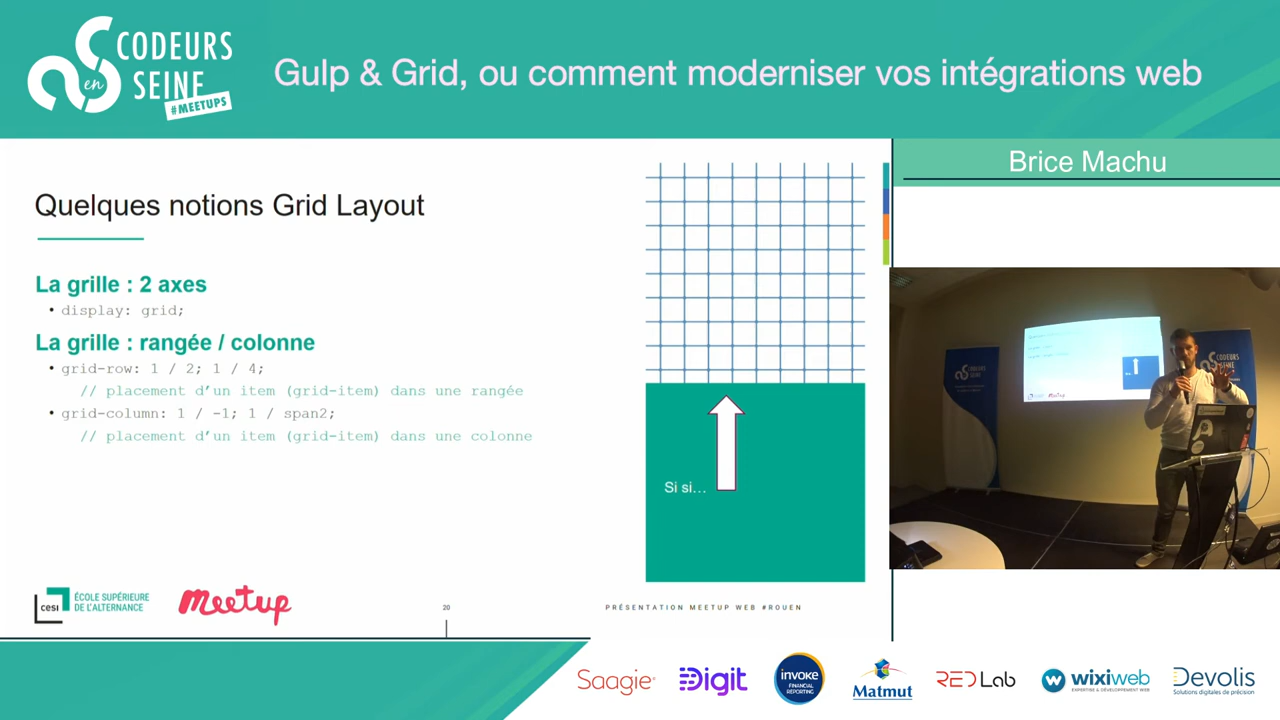 CODEURS
en
SEINE
#MEETUPS
Gulp & Grid, ou comment moderniser vos intégrations web
Brice Machu
Quelques notions Grid Layout
La grille : 2 axes
• display: grid;
La grille : rangée / colonne
• grid-row: 1 / 2; 1 / 4;
// placement d’un item (grid-item) dans une rangée
• grid-column: 1 / -1; 1 / span2;
// placement d’un item (grid-item) dans une colonne
Si si...
CODEURS
SEINE
cesi
ÉCOLE SUPÉRIEURE
DE L'ALTERNANCE
meetup
20
PRÉSENTATION MEETUP WEB #ROUEN
Saagie
Digit
invoke
FINANCIAL
REPORTING
Matmut
RED Lab
wixiweb
EXPERTISE & DÉVELOPPEMENT WEB
Devolis
Solutions digitales de précision